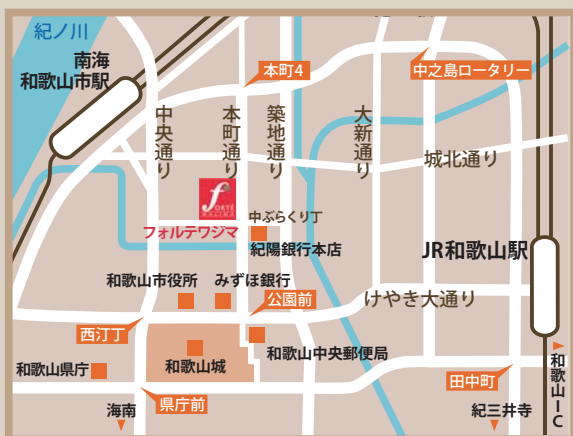 紀ノ川
南海
和歌山市駅
本町4
中之島ロータリー
中央通り
本町通り
築地通り
大新通り
城北通り
FORTE
WAJIMA
フォルテワジマ
中ぶらくり丁
紀陽銀行本店
JR和歌山駅
和歌山市役所
みずほ銀行
公園前
けやき大通り
西汀丁
和歌山城
和歌山中央郵便局
和歌山県庁
県庁前
田中町
和歌山IC
海南
紀三井寺